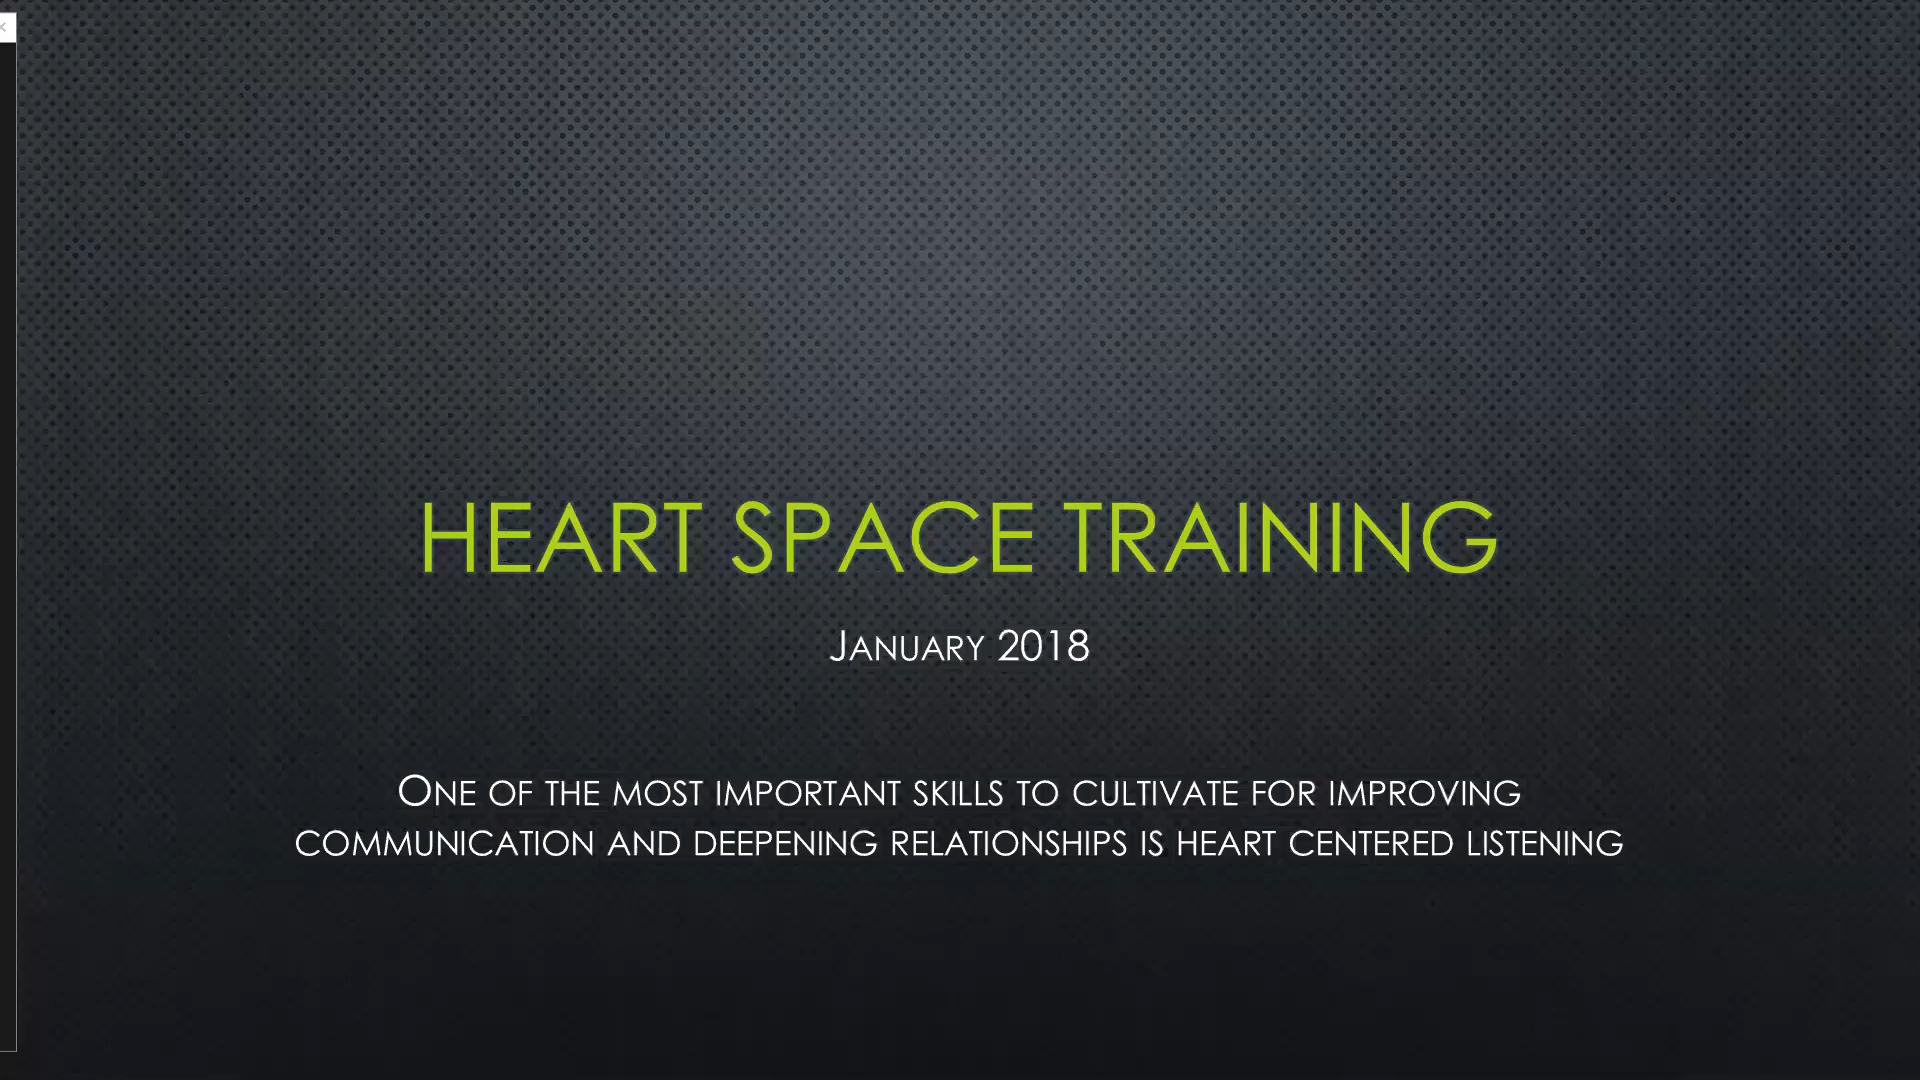 HEART SPACE TRAINING
JANUARY 2018
ONE OF THE MOST IMPORTANT SKILLS TO CULTIVATE FOR IMPROVING
COMMUNICATION AND DEEPENING RELATIONSHIPS IS HEART CENTERED LISTENING